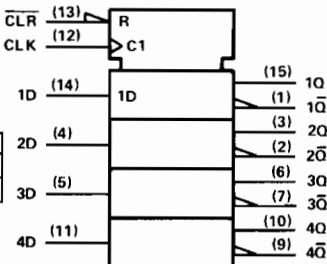 C̅L̅R̅ (13) R
CLK (12) C1
(15) 1Q
1D (14) 1D
(1) 1Q̅
(3) 2Q
2D (4)
(2) 2Q̅
(6) 3Q
3D (5)
(7) 3Q̅
(10) 4Q
4D (11)
(9) 4Q̅